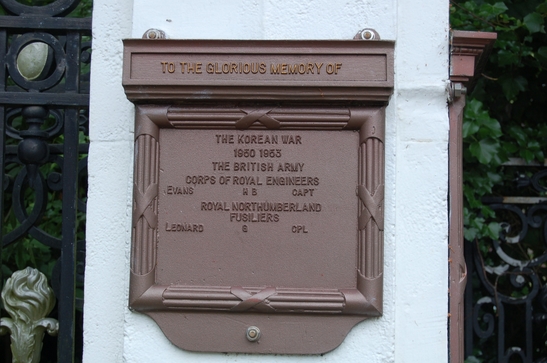 TO THE GLORIOUS MEMORY OF
THE KOREAN WAR
1950 1953
THE BRITISH ARMY
CORPS OF ROYAL ENGINEERS
EVANS H B CAPT
ROYAL NORTHUMBERLAND
FUSILIERS
LEONARD G CPL